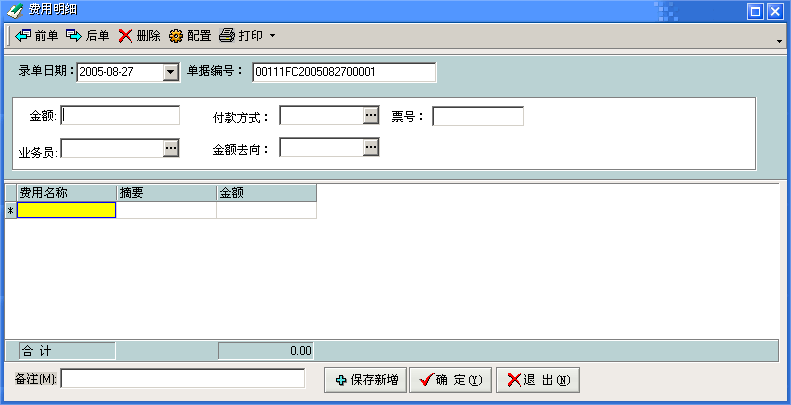 费用明细
前单 后单 删除 配置 打印
录单日期： 2005-08-27 单据编号： 00111FC2005082700001
金额: 付款方式： ... 票号：
业务员: ... 金额去向： ...
费用名称 摘要 金额
*
合 计 0.00
备注(M): 保存新增 确 定(Y) 退 出(N)